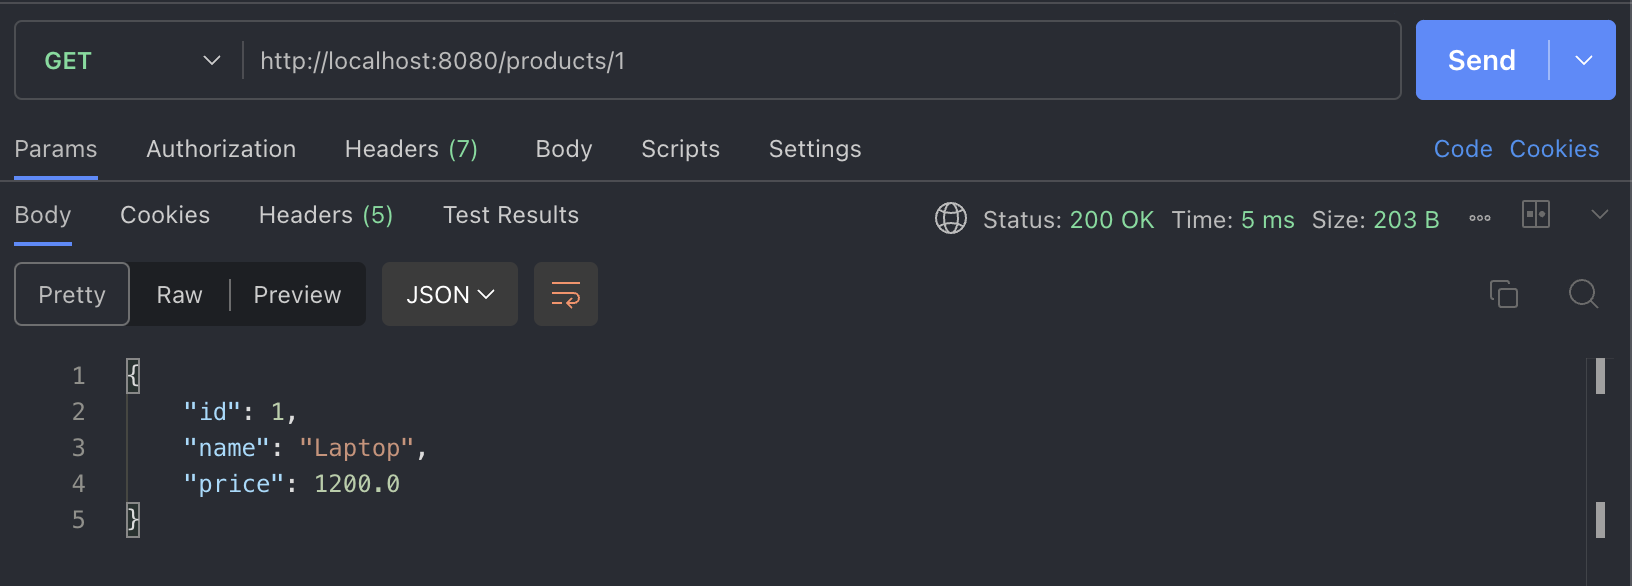 GET http://localhost:8080/products/1 Send
Params Authorization Headers (7) Body Scripts Settings Code Cookies
Body Cookies Headers (5) Test Results Status: 200 OK Time: 5 ms Size: 203 B
Pretty Raw Preview JSON
1 {
2 "id": 1,
3 "name": "Laptop",
4 "price": 1200.0
5 }